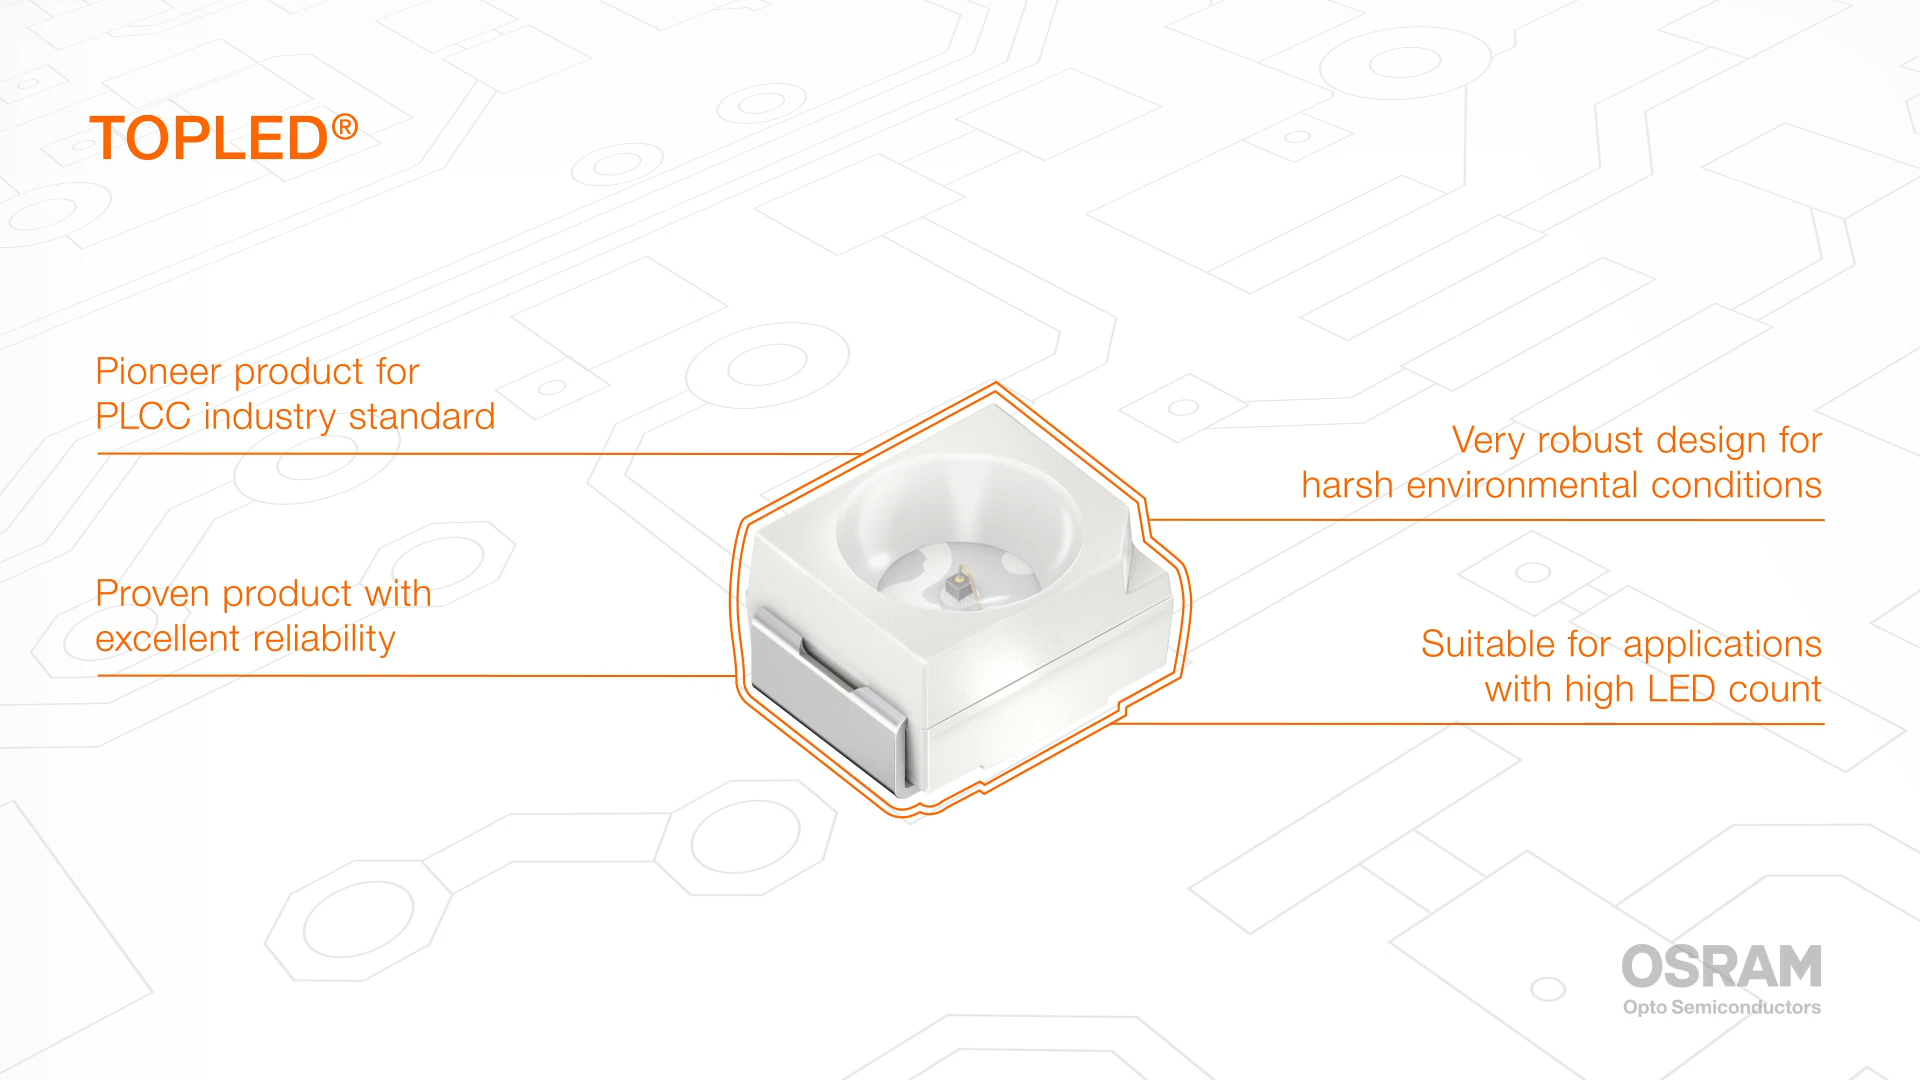 TOPLED®
Pioneer product for
PLCC industry standard
Proven product with
excellent reliability
Very robust design for
harsh environmental conditions
Suitable for applications
with high LED count
OSRAM
Opto Semiconductors